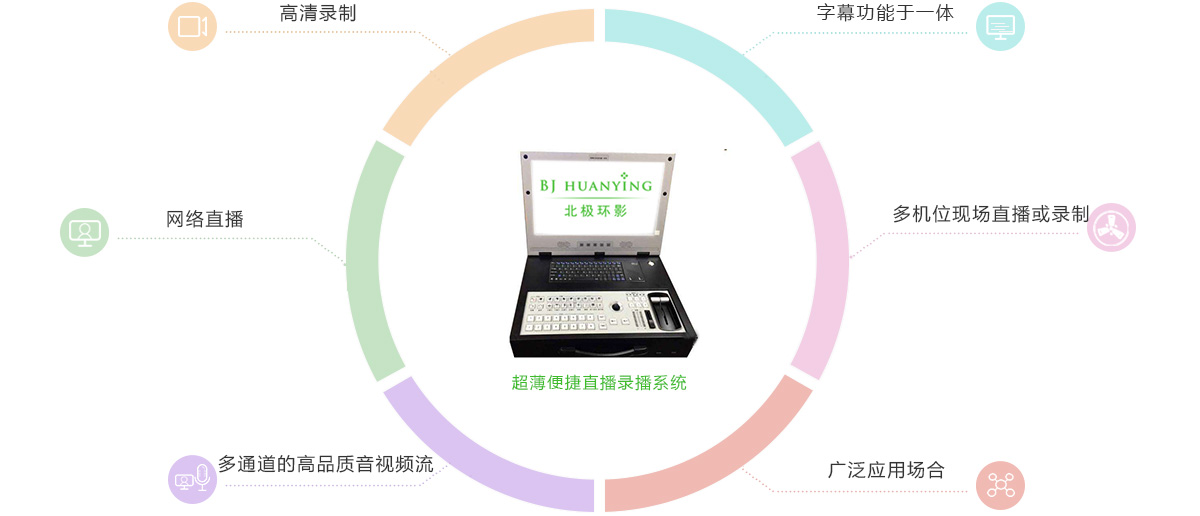 高清录制
字幕功能于一体
网络直播
多机位现场直播或录制
BJ HUANYING
北极环影
超薄便捷直播录播系统
多通道的高品质音视频流
广泛应用场合